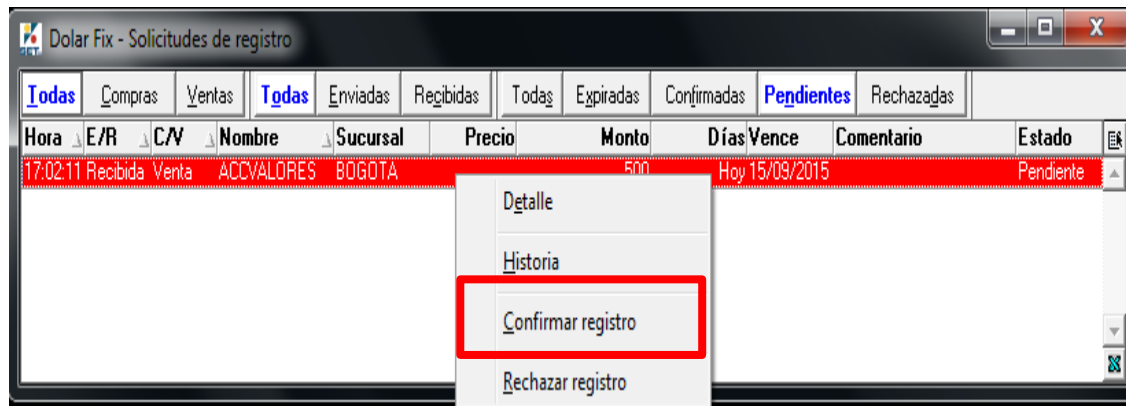 Dolar Fix - Solicitudes de registro
Todas Compras Ventas Todas Enviadas Recibidas Todas Expiradas Confirmadas Pendientes Rechazadas
Hora E/R C/V Nombre Sucursal Precio Monto Días Vence Comentario Estado
17:02:11 Recibida Venta ACCVALORES BOGOTA 500 Hoy 15/09/2015 Pendiente
Detalle
Historia
Confirmar registro
Rechazar registro